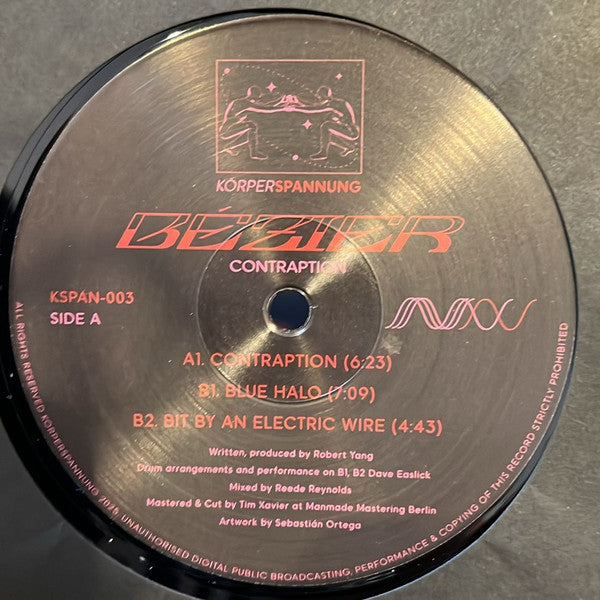 KÖRPERSPANNUNG
BÉZIER
CONTRAPTION
KSPAN-003
SIDE A
A1. CONTRAPTION (6:23)
B1. BLUE HALO (7:09)
B2. BIT BY AN ELECTRIC WIRE (4:43)
Written, produced by Robert Yang
Drum arrangements and performance on B1, B2 Dave Easlick
Mixed by Reede Reynolds
Mastered & Cut by Tim Xavier at Manmade Mastering Berlin
Artwork by Sebastián Ortega
ALL RIGHTS RESERVED KÖRPERSPANNUNG 2025. UNAUTHORISED DIGITAL PUBLIC BROADCASTING, PERFORMANCE & COPYING OF THIS RECORD STRICTLY PROHIBITED